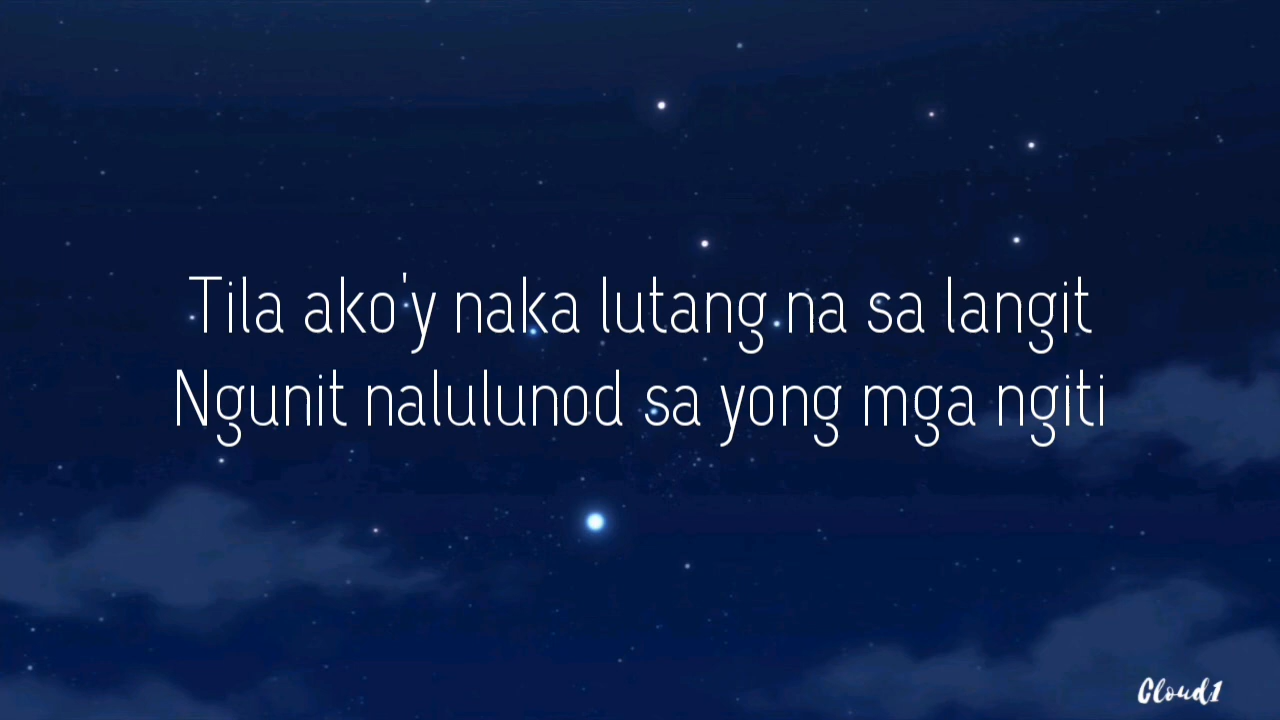 Tila ako'y naka lutang na sa langit
Ngunit nalulunod sa yong mga ngiti
Cloud1